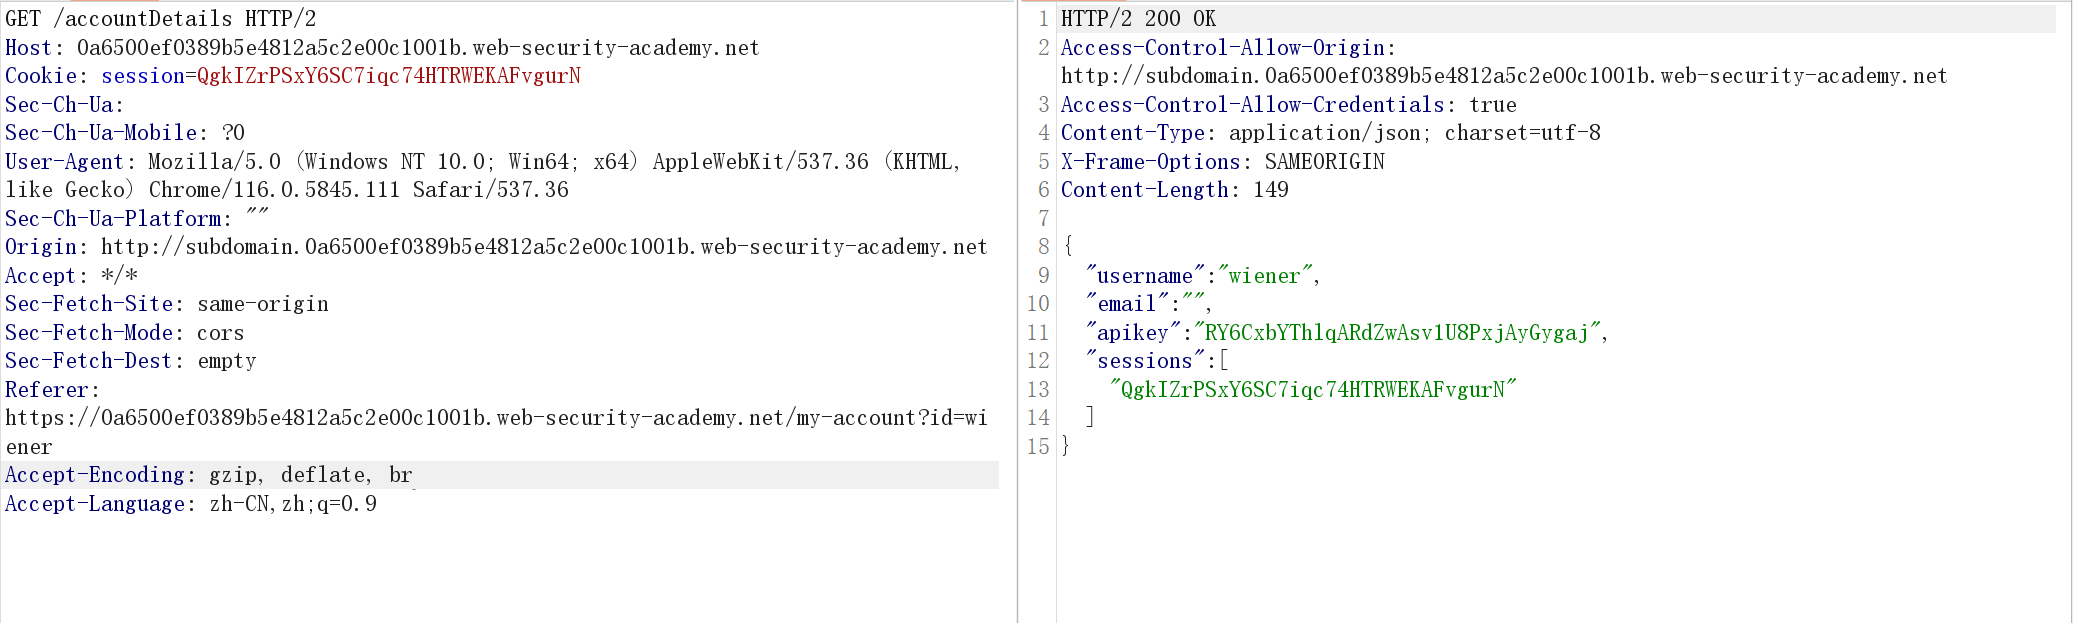 GET /accountDetails HTTP/2
Host: 0a6500ef0389b5e4812a5c2e00c1001b.web-security-academy.net
Cookie: session=QgkIZrPSxY6SC7iqc74HTRWEKAFvgurN
Sec-Ch-Ua:
Sec-Ch-Ua-Mobile: ?0
User-Agent: Mozilla/5.0 (Windows NT 10.0; Win64; x64) AppleWebKit/537.36 (KHTML,
like Gecko) Chrome/116.0.5845.111 Safari/537.36
Sec-Ch-Ua-Platform: ""
Origin: http://subdomain.0a6500ef0389b5e4812a5c2e00c1001b.web-security-academy.net
Accept: */*
Sec-Fetch-Site: same-origin
Sec-Fetch-Mode: cors
Sec-Fetch-Dest: empty
Referer:
https://0a6500ef0389b5e4812a5c2e00c1001b.web-security-academy.net/my-account?id=wi
ener
Accept-Encoding: gzip, deflate, br
Accept-Language: zh-CN,zh;q=0.9
1 HTTP/2 200 OK
2 Access-Control-Allow-Origin:
http://subdomain.0a6500ef0389b5e4812a5c2e00c1001b.web-security-academy.net
3 Access-Control-Allow-Credentials: true
4 Content-Type: application/json; charset=utf-8
5 X-Frame-Options: SAMEORIGIN
6 Content-Length: 149
7
8 {
9 "username":"wiener",
10 "email":"",
11 "apikey":"RY6CxbYThlqARdZwAsv1U8PxjAyGygaj",
12 "sessions":[
13 "QgkIZrPSxY6SC7iqc74HTRWEKAFvgurN"
14 ]
15 }